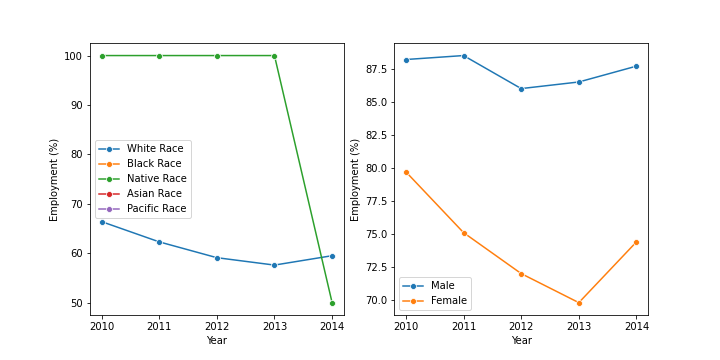 100
90
80
70
60
50
Employment (%)
White Race
Black Race
Native Race
Asian Race
Pacific Race
2010 2011 2012 2013 2014
Year
87.5
85.0
82.5
80.0
77.5
75.0
72.5
70.0
Employment (%)
Male
Female
2010 2011 2012 2013 2014
Year